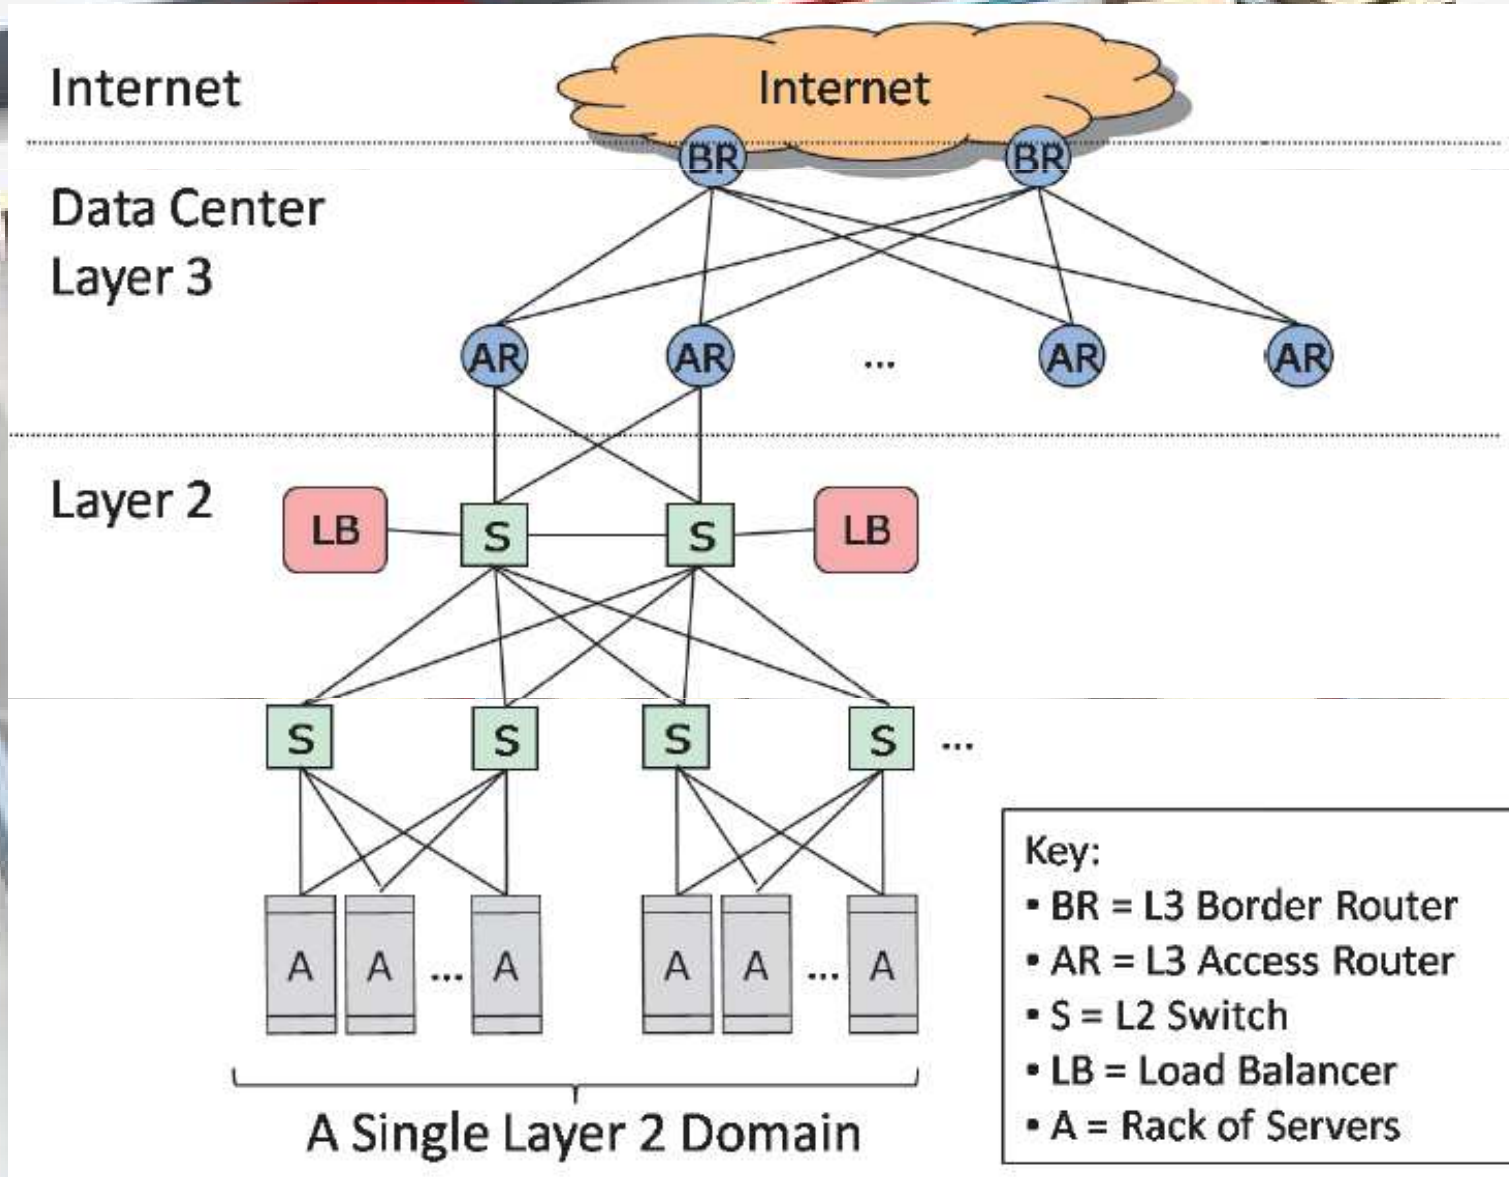 Internet
Internet
BR BR
Data Center
Layer 3
AR AR ... AR AR
Layer 2
LB S S LB
S S S S ...
A A ... A A A ... A
A Single Layer 2 Domain
Key:
• BR = L3 Border Router
• AR = L3 Access Router
• S = L2 Switch
• LB = Load Balancer
• A = Rack of Servers